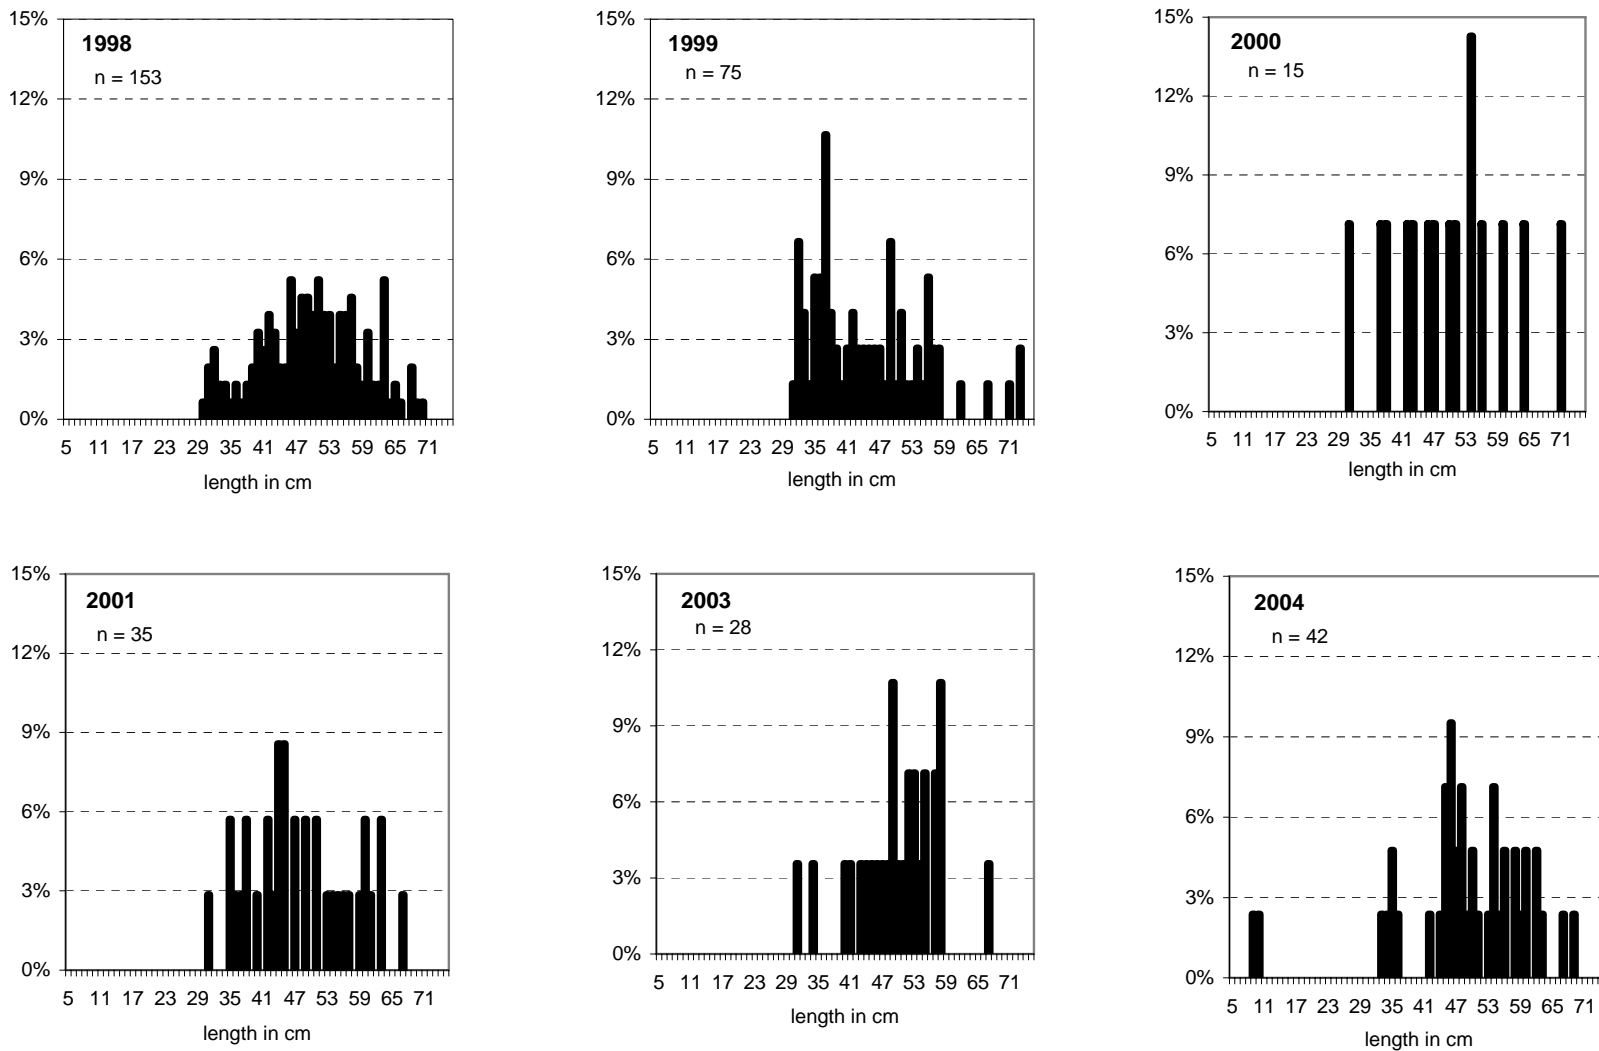 1998
n = 153
15%
12%
9%
6%
3%
0%
5 11 17 23 29 35 41 47 53 59 65 71
length in cm
1999
n = 75
15%
12%
9%
6%
3%
0%
5 11 17 23 29 35 41 47 53 59 65 71
length in cm
2000
n = 15
15%
12%
9%
6%
3%
0%
5 11 17 23 29 35 41 47 53 59 65 71
length in cm
2001
n = 35
15%
12%
9%
6%
3%
0%
5 11 17 23 29 35 41 47 53 59 65 71
length in cm
2003
n = 28
15%
12%
9%
6%
3%
0%
5 11 17 23 29 35 41 47 53 59 65 71
length in cm
2004
n = 42
15%
12%
9%
6%
3%
0%
5 11 17 23 29 35 41 47 53 59 65 71
length in cm